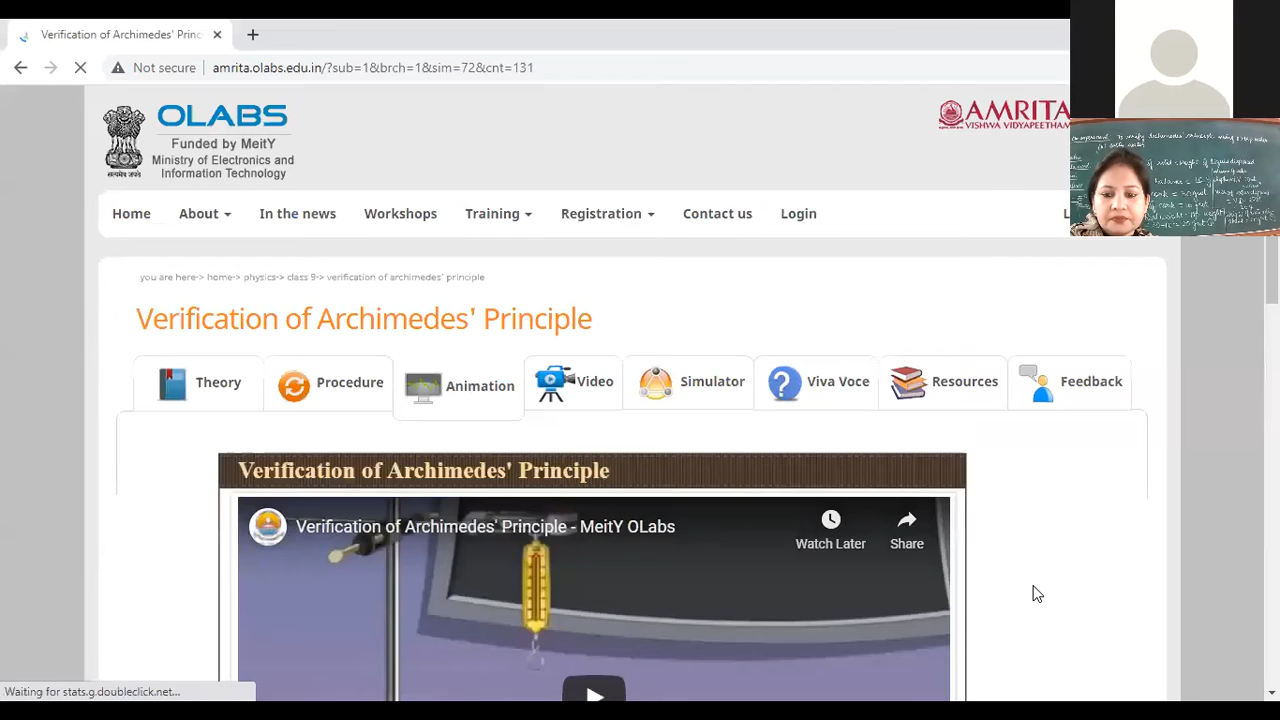 Verification of Archimedes' Princ
Not secure
amrita.olabs.edu.in/?sub=1&brch=1&sim=72&cnt=131
OLABS
Funded by MeitY
Ministry of Electronics and
Information Technology
AMRITA
VISHWA VIDYAPEETHAM
Home
About
In the news
Workshops
Training
Registration
Contact us
Login
you are here-> home-> physics-> class 9-> verification of archimedes' principle
Verification of Archimedes' Principle
Theory
Procedure
Animation
Video
Simulator
Viva Voce
Resources
Feedback
Verification of Archimedes' Principle
Verification of Archimedes' Principle - MeitY OLabs
Watch Later
Share
Waiting for stats.g.doubleclick.net...